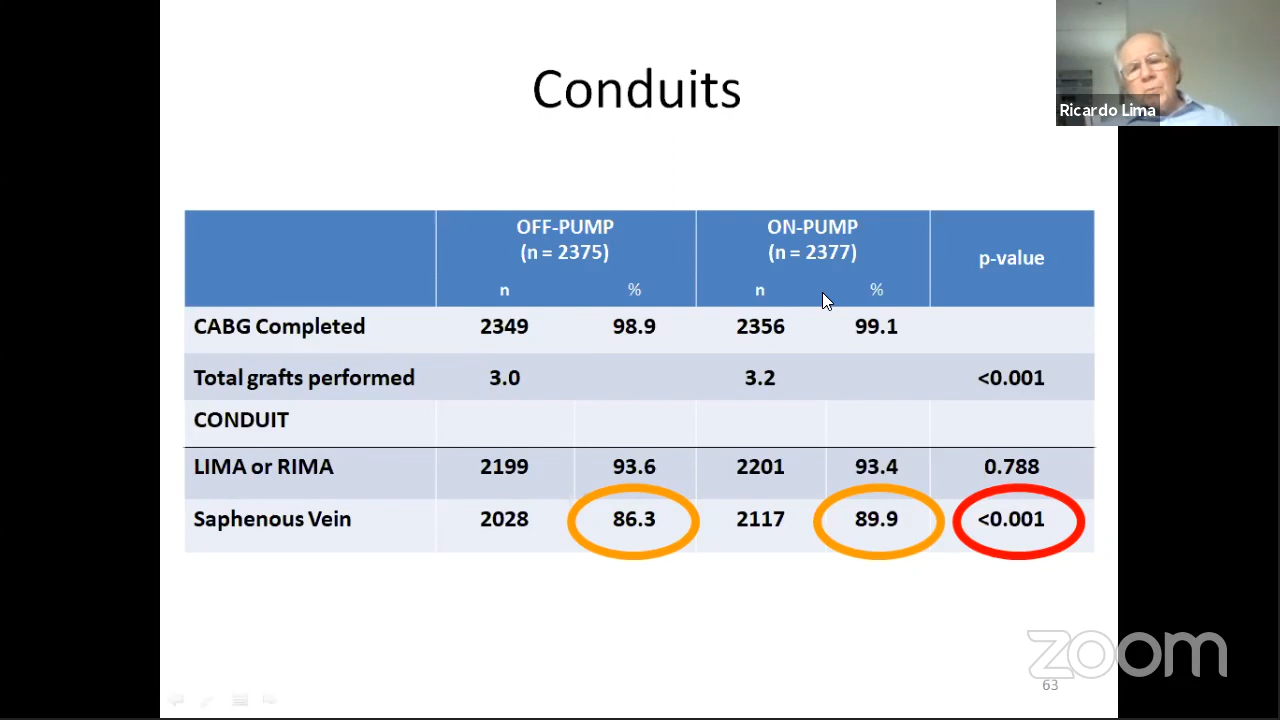 Conduits
Ricardo Lima
OFF-PUMP
(n = 2375)
ON-PUMP
(n = 2377)
p-value
n % n %
CABG Completed 2349 98.9 2356 99.1
Total grafts performed 3.0 3.2 <0.001
CONDUIT
LIMA or RIMA 2199 93.6 2201 93.4 0.788
Saphenous Vein 2028 86.3 2117 89.9 <0.001
zoom
63